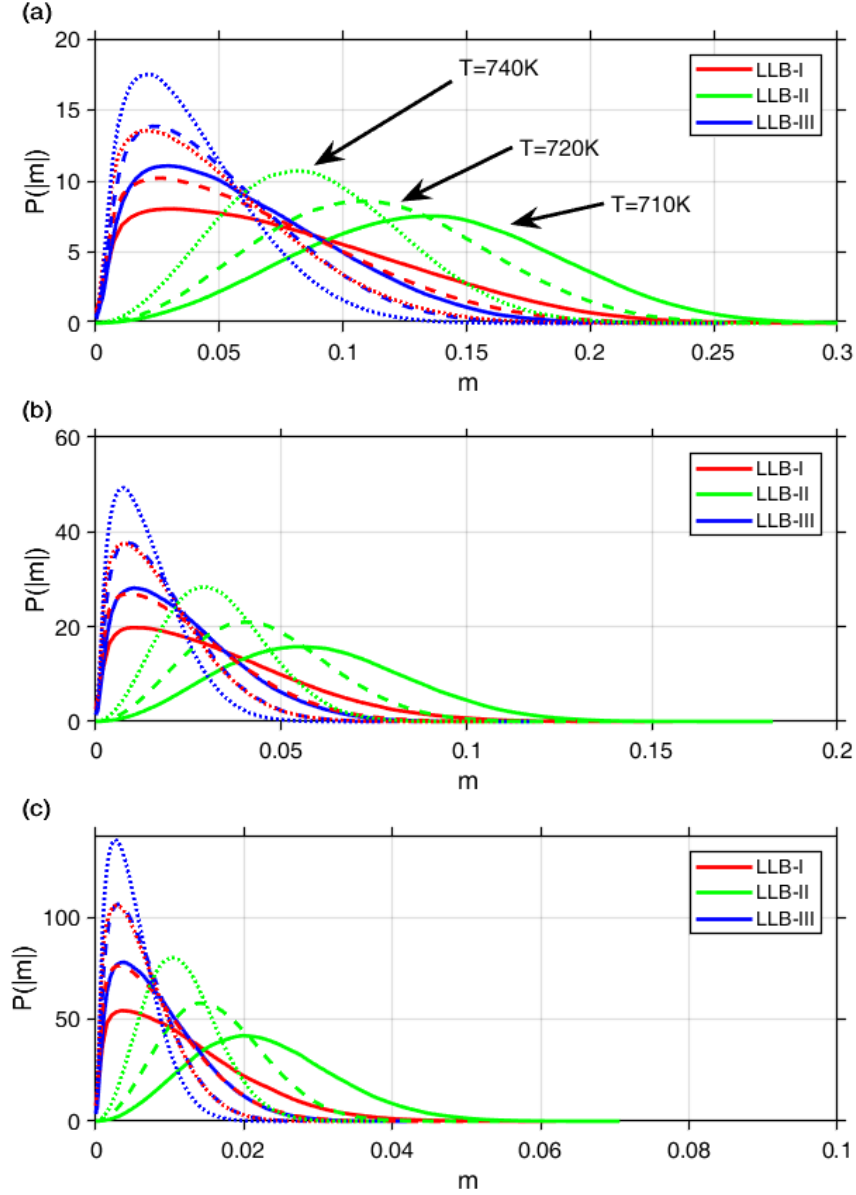 (a)
20
15
10
5
0
P(|m|)
T=740K
T=720K
T=710K
LLB-I
LLB-II
LLB-III
0
0.05
0.1
0.15
0.2
0.25
0.3
m
(b)
60
40
20
0
P(|m|)
LLB-I
LLB-II
LLB-III
0
0.05
0.1
0.15
0.2
m
(c)
100
50
0
P(|m|)
LLB-I
LLB-II
LLB-III
0
0.02
0.04
0.06
0.08
0.1
m